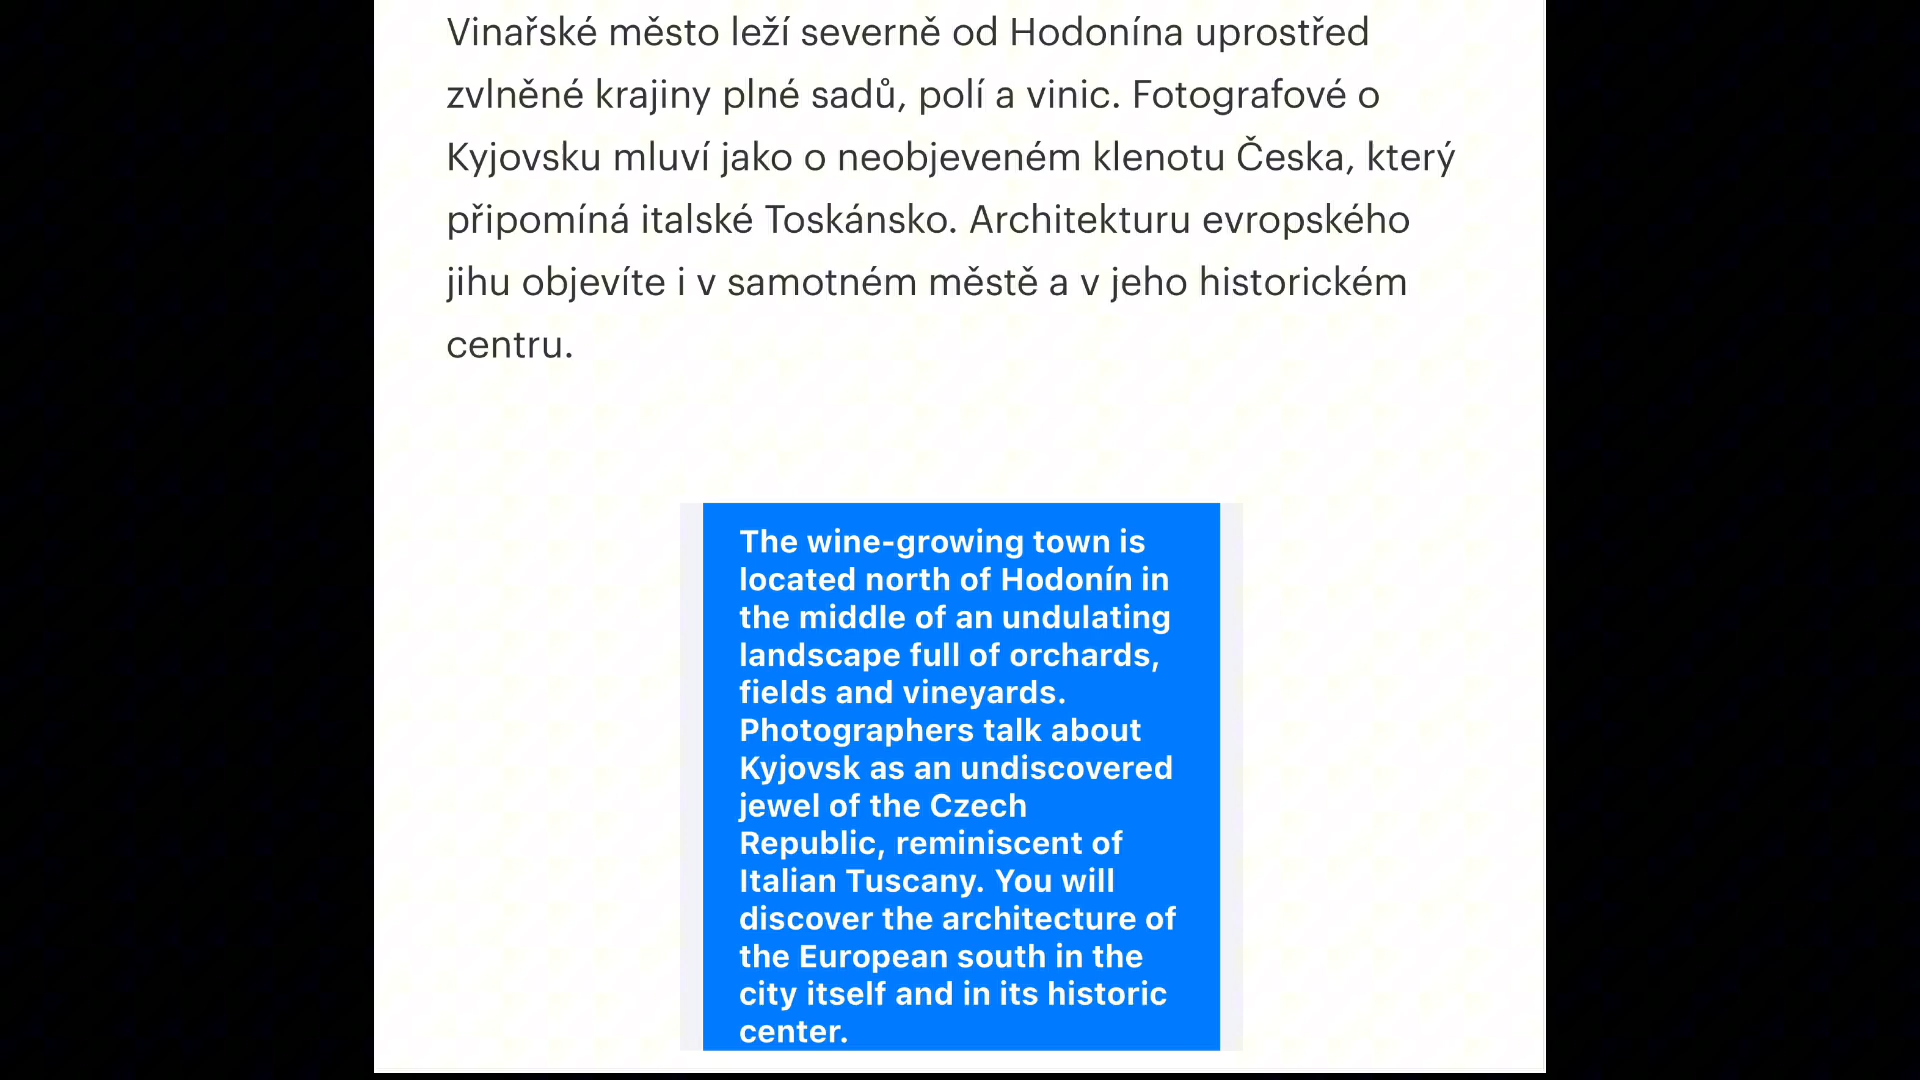 Vinařské město leží severně od Hodonína uprostřed
zvlněné krajiny plné sadů, polí a vinic. Fotografové o
Kyjovsku mluví jako o neobjeveném klenotu Česka, který
připomíná italské Toskánsko. Architekturu evropského
jihu objevíte i v samotném městě a v jeho historickém
centru.
The wine-growing town is
located north of Hodonín in
the middle of an undulating
landscape full of orchards,
fields and vineyards.
Photographers talk about
Kyjovsk as an undiscovered
jewel of the Czech
Republic, reminiscent of
Italian Tuscany. You will
discover the architecture of
the European south in the
city itself and in its historic
center.